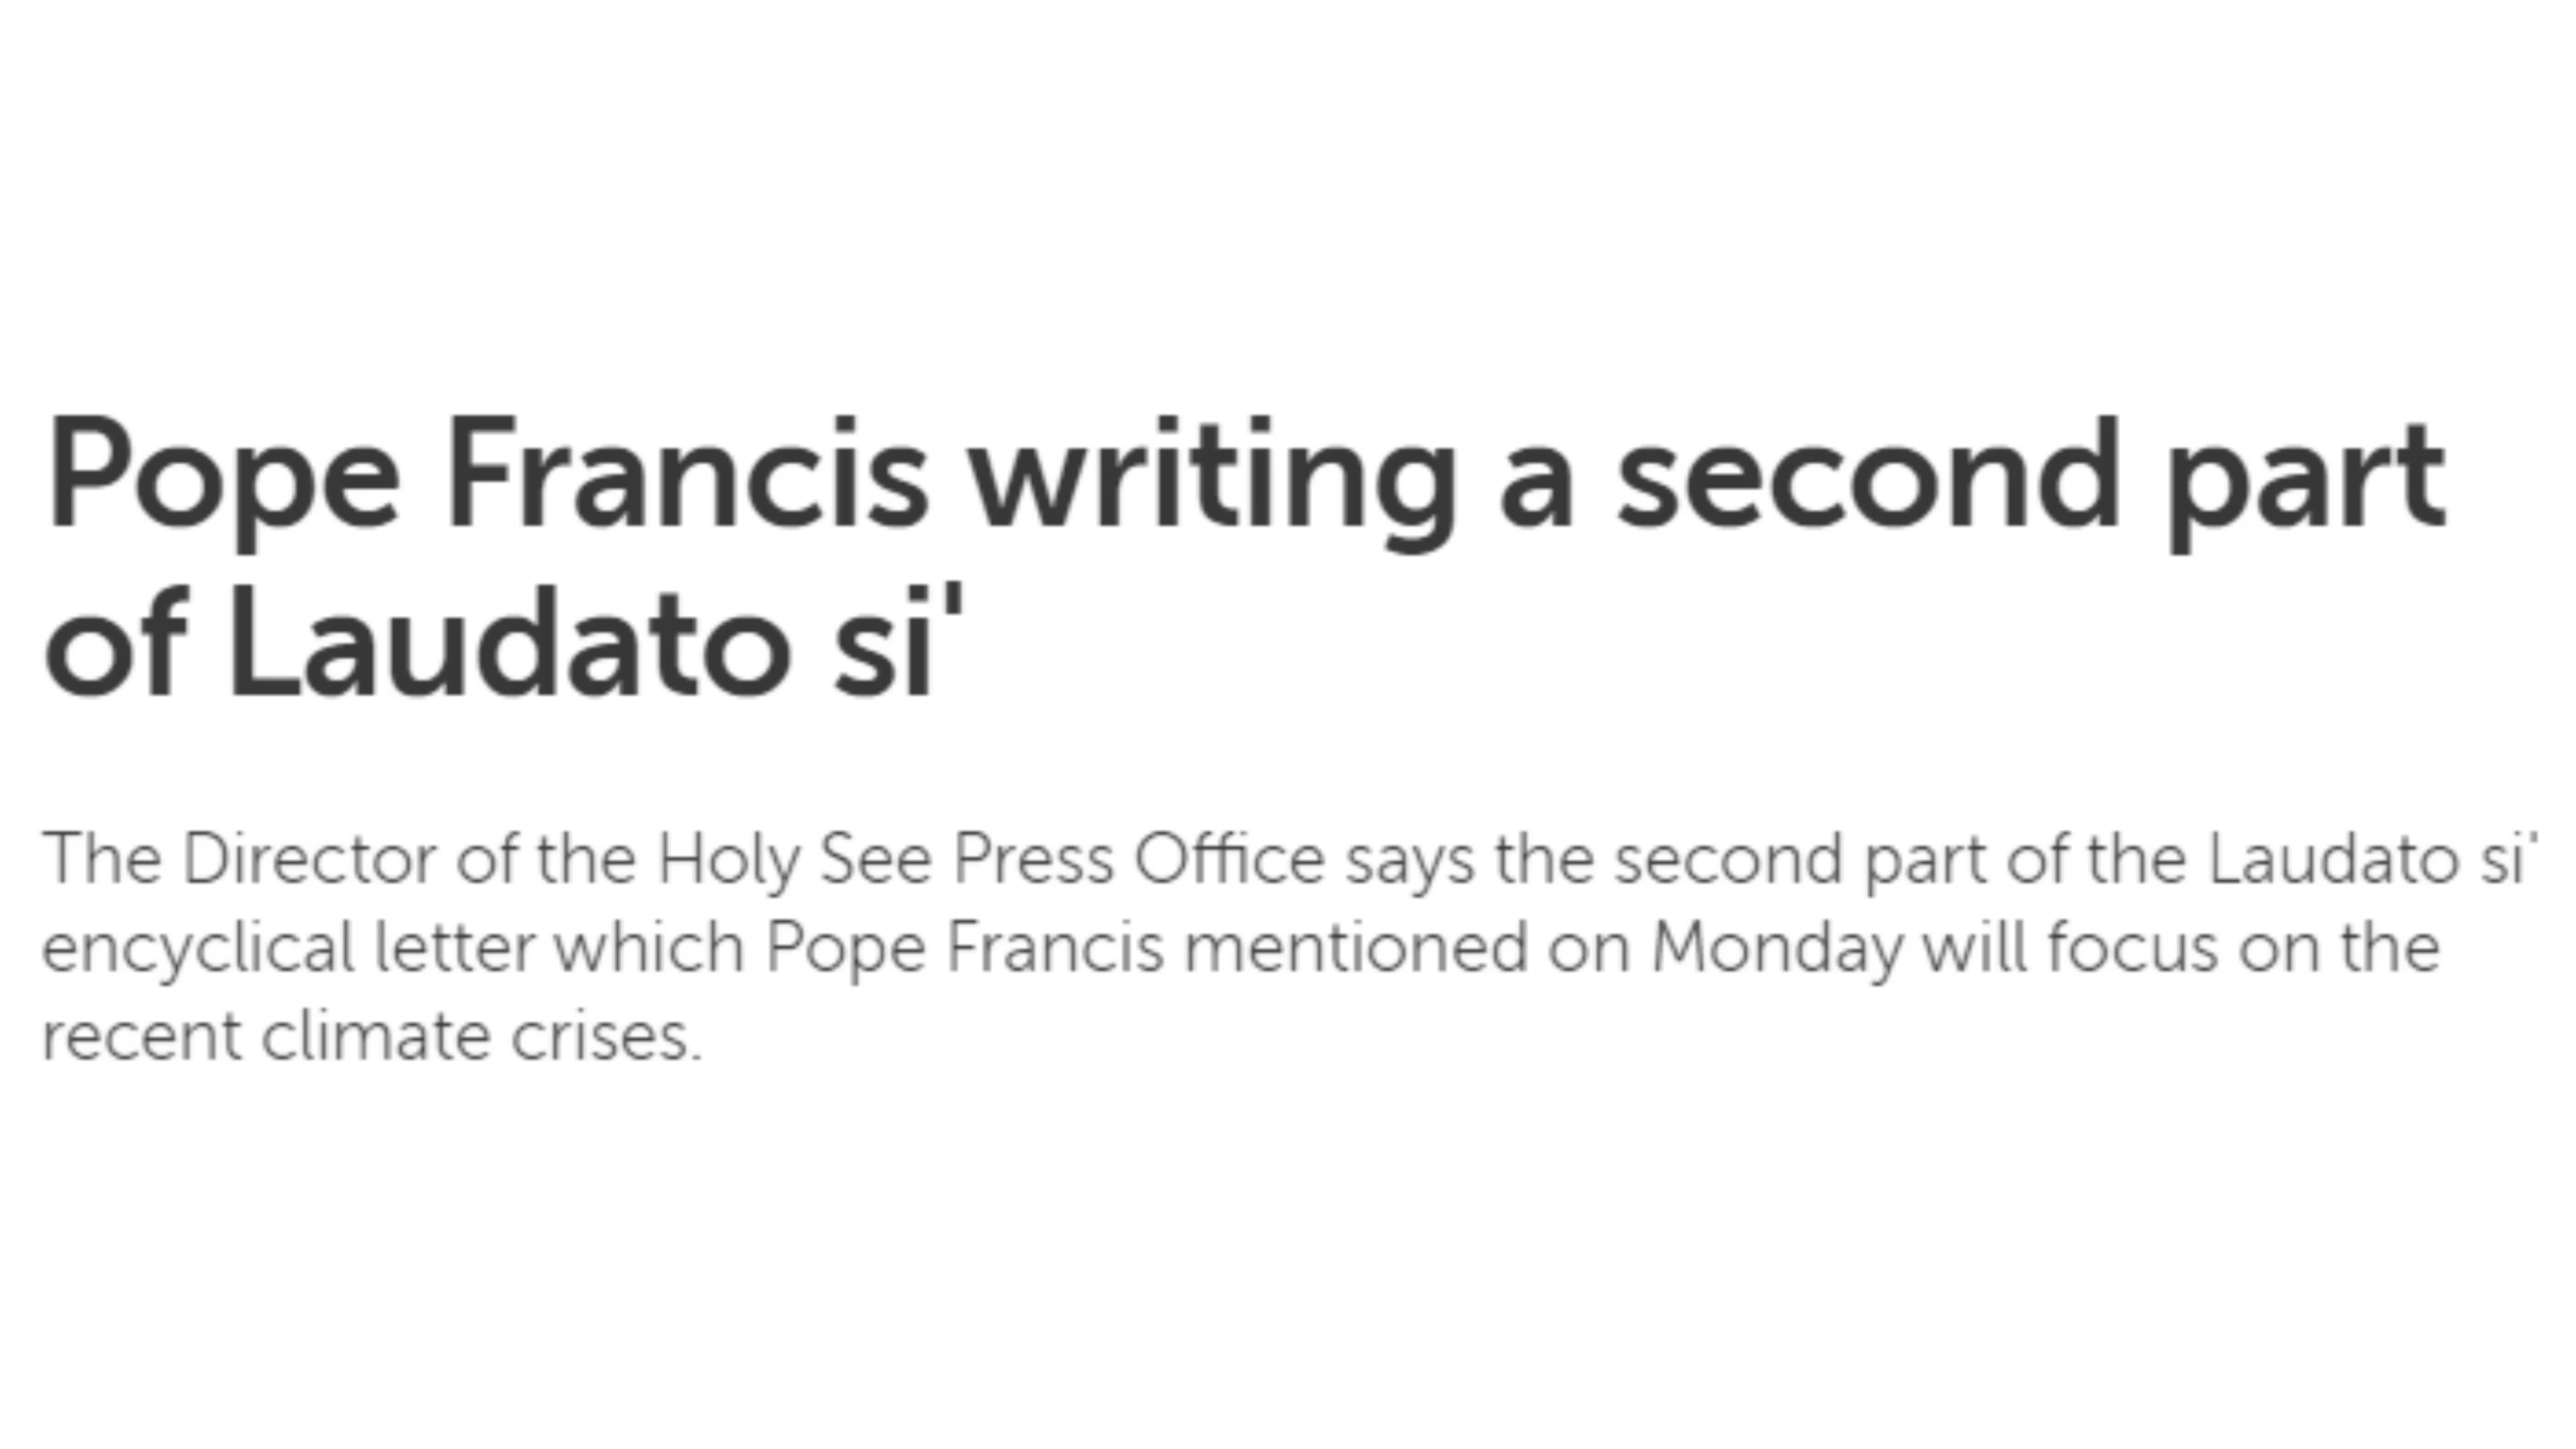 Pope Francis writing a second part
of Laudato si'
The Director of the Holy See Press Office says the second part of the Laudato si'
encyclical letter which Pope Francis mentioned on Monday will focus on the
recent climate crises.